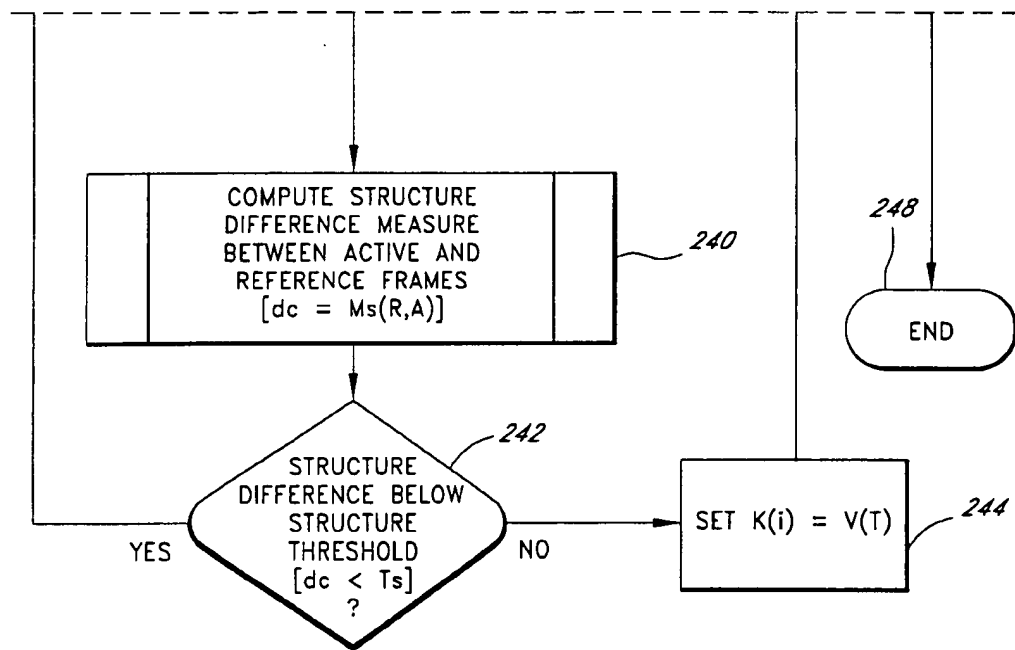 COMPUTE STRUCTURE
DIFFERENCE MEASURE
BETWEEN ACTIVE AND
REFERENCE FRAMES
[dc = Ms(R,A)]
240
248
END
242
STRUCTURE
DIFFERENCE BELOW
STRUCTURE
THRESHOLD
[dc < Ts]
?
YES
NO
SET K(i) = V(T)
244